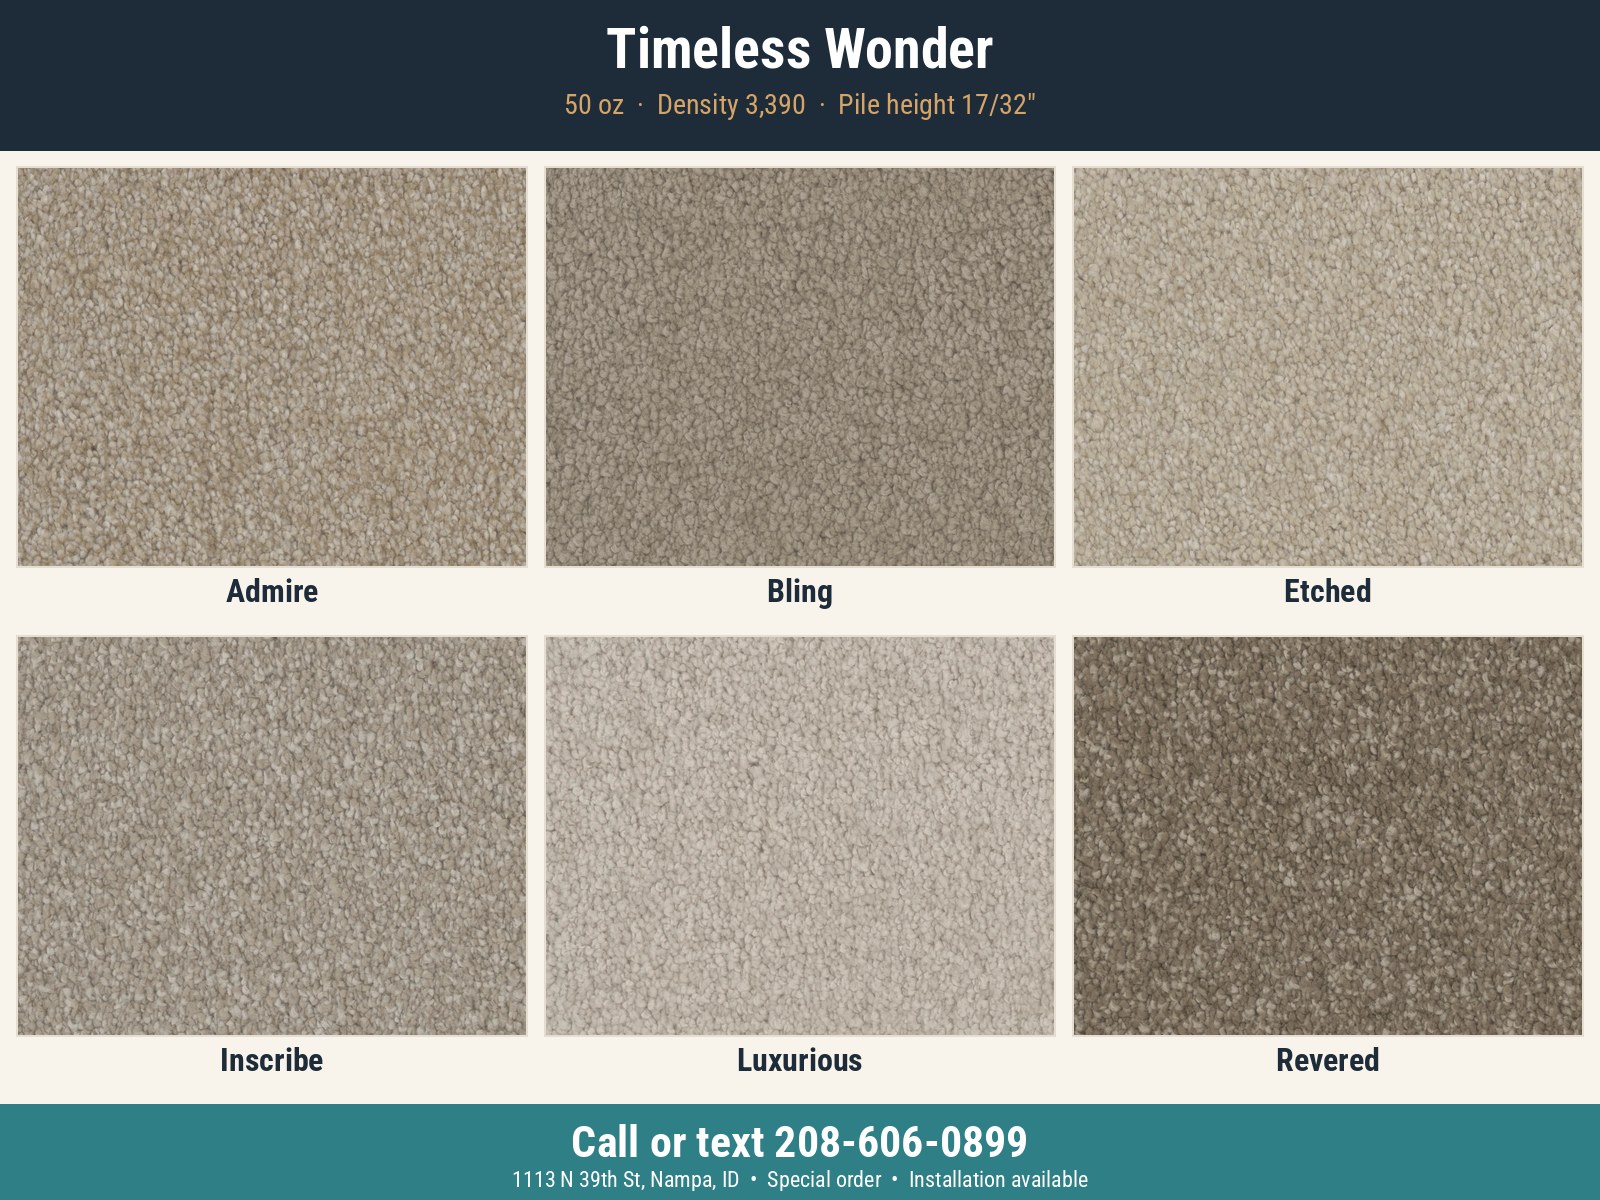 Timeless Wonder
50 oz · Density 3,390 · Pile height 17/32"
Admire
Bling
Etched
Inscribe
Luxurious
Revered
Call or text 208-606-0899
1113 N 39th St, Nampa, ID • Special order • Installation available